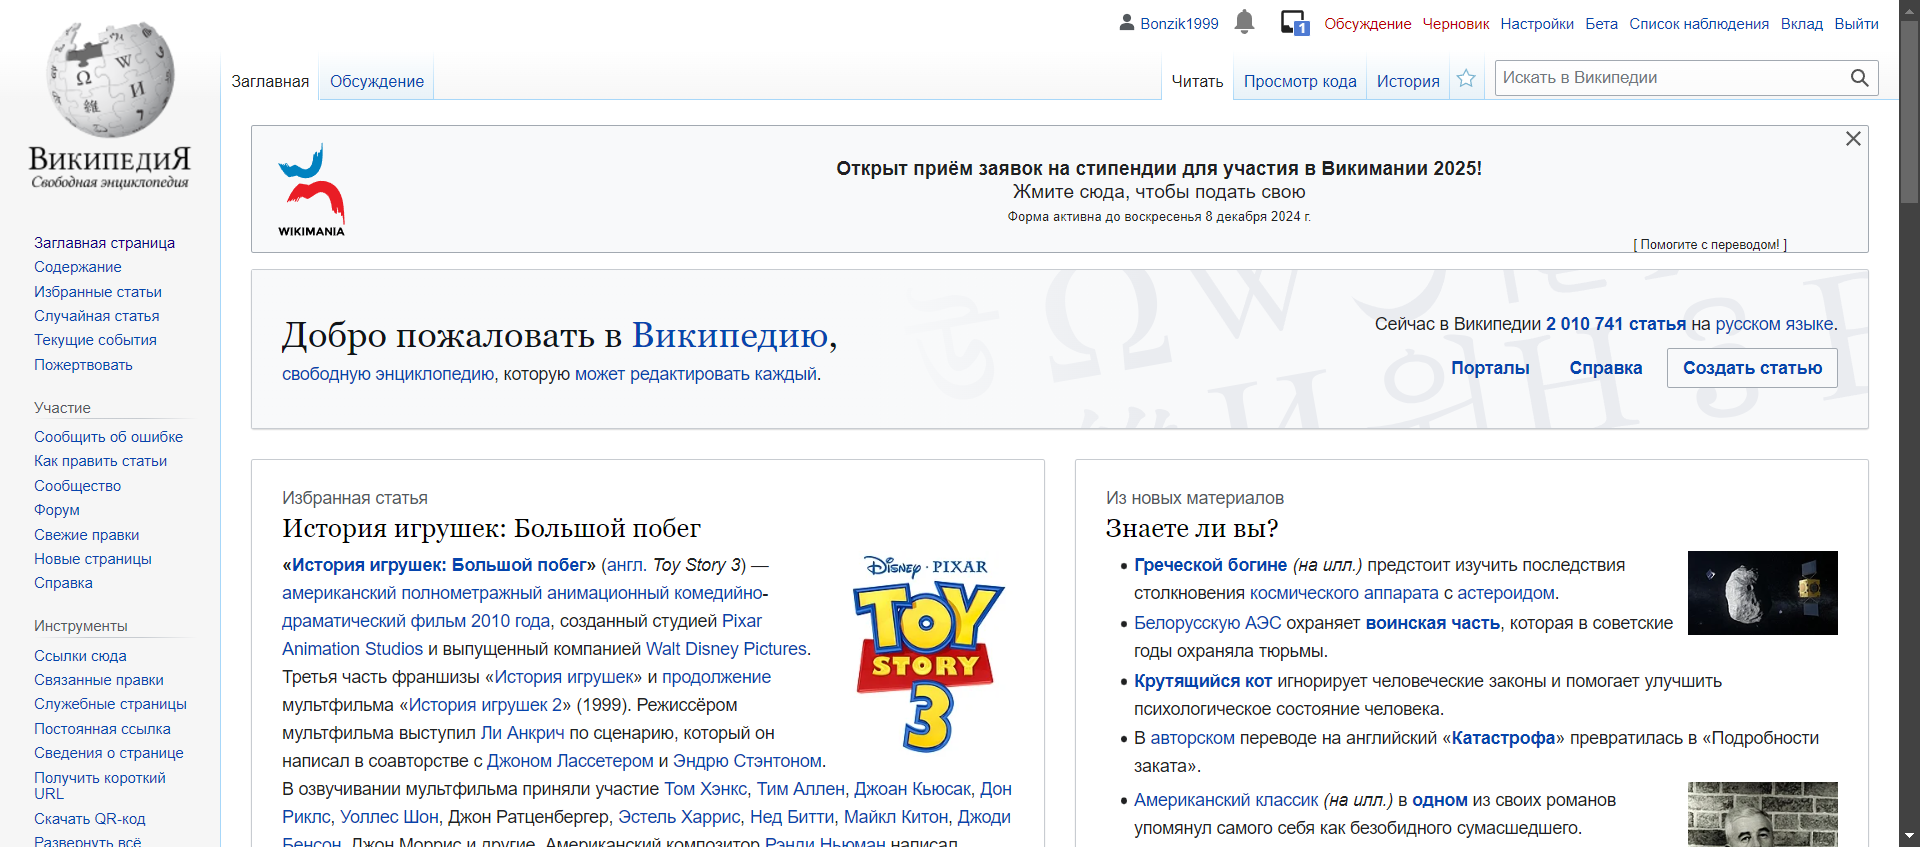 Bonzik1999 1 Обсуждение Черновик Настройки Бета Список наблюдения Вклад Выйти
ВИКИПЕДИЯ
Свободная энциклопедия
Заглавная Обсуждение Читать Просмотр кода История Искать в Википедии
Заглавная страница
Содержание
Избранные статьи
Случайная статья
Текущие события
Пожертвовать
Участие
Сообщить об ошибке
Как править статьи
Сообщество
Форум
Свежие правки
Новые страницы
Справка
Инструменты
Ссылки сюда
Связанные правки
Служебные страницы
Постоянная ссылка
Сведения о странице
Получить короткий
URL
Скачать QR-код
Развернуть всё
WIKIMANIA
Открыт приём заявок на стипендии для участия в Викимании 2025!
Жмите сюда, чтобы подать свою
Форма активна до воскресенья 8 декабря 2024 г.
[ Помогите с переводом! ]
Добро пожаловать в Википедию,
свободную энциклопедию, которую может редактировать каждый.
Сейчас в Википедии 2 010 741 статья на русском языке.
Порталы Справка Создать статью
Избранная статья
История игрушек: Большой побег
«История игрушек: Большой побег» (англ. Toy Story 3) —
американский полнометражный анимационный комедийно-
драматический фильм 2010 года, созданный студией Pixar
Animation Studios и выпущенный компанией Walt Disney Pictures.
Третья часть франшизы «История игрушек» и продолжение
мультфильма «История игрушек 2» (1999). Режиссёром
мультфильма выступил Ли Анкрич по сценарию, который он
написал в соавторстве с Джоном Лассетером и Эндрю Стэнтоном.
В озвучивании мультфильма приняли участие Том Хэнкс, Тим Аллен, Джоан Кьюсак, Дон
Риклс, Уоллес Шон, Джон Ратценбергер, Эстель Харрис, Нед Битти, Майкл Китон, Джоди
Бенсон, Джон Моррис и другие. Американский композитор Рэнди Ньюман написал
DISNEY · PIXAR
TOY
STORY
3
Из новых материалов
Знаете ли вы?
Греческой богине (на илл.) предстоит изучить последствия
столкновения космического аппарата с астероидом.
Белорусскую АЭС охраняет воинская часть, которая в советские
годы охраняла тюрьмы.
Крутящийся кот игнорирует человеческие законы и помогает улучшить
психологическое состояние человека.
В авторском переводе на английский «Катастрофа» превратилась в «Подробности
заката».
Американский классик (на илл.) в одном из своих романов
упомянул самого себя как безобидного сумасшедшего.